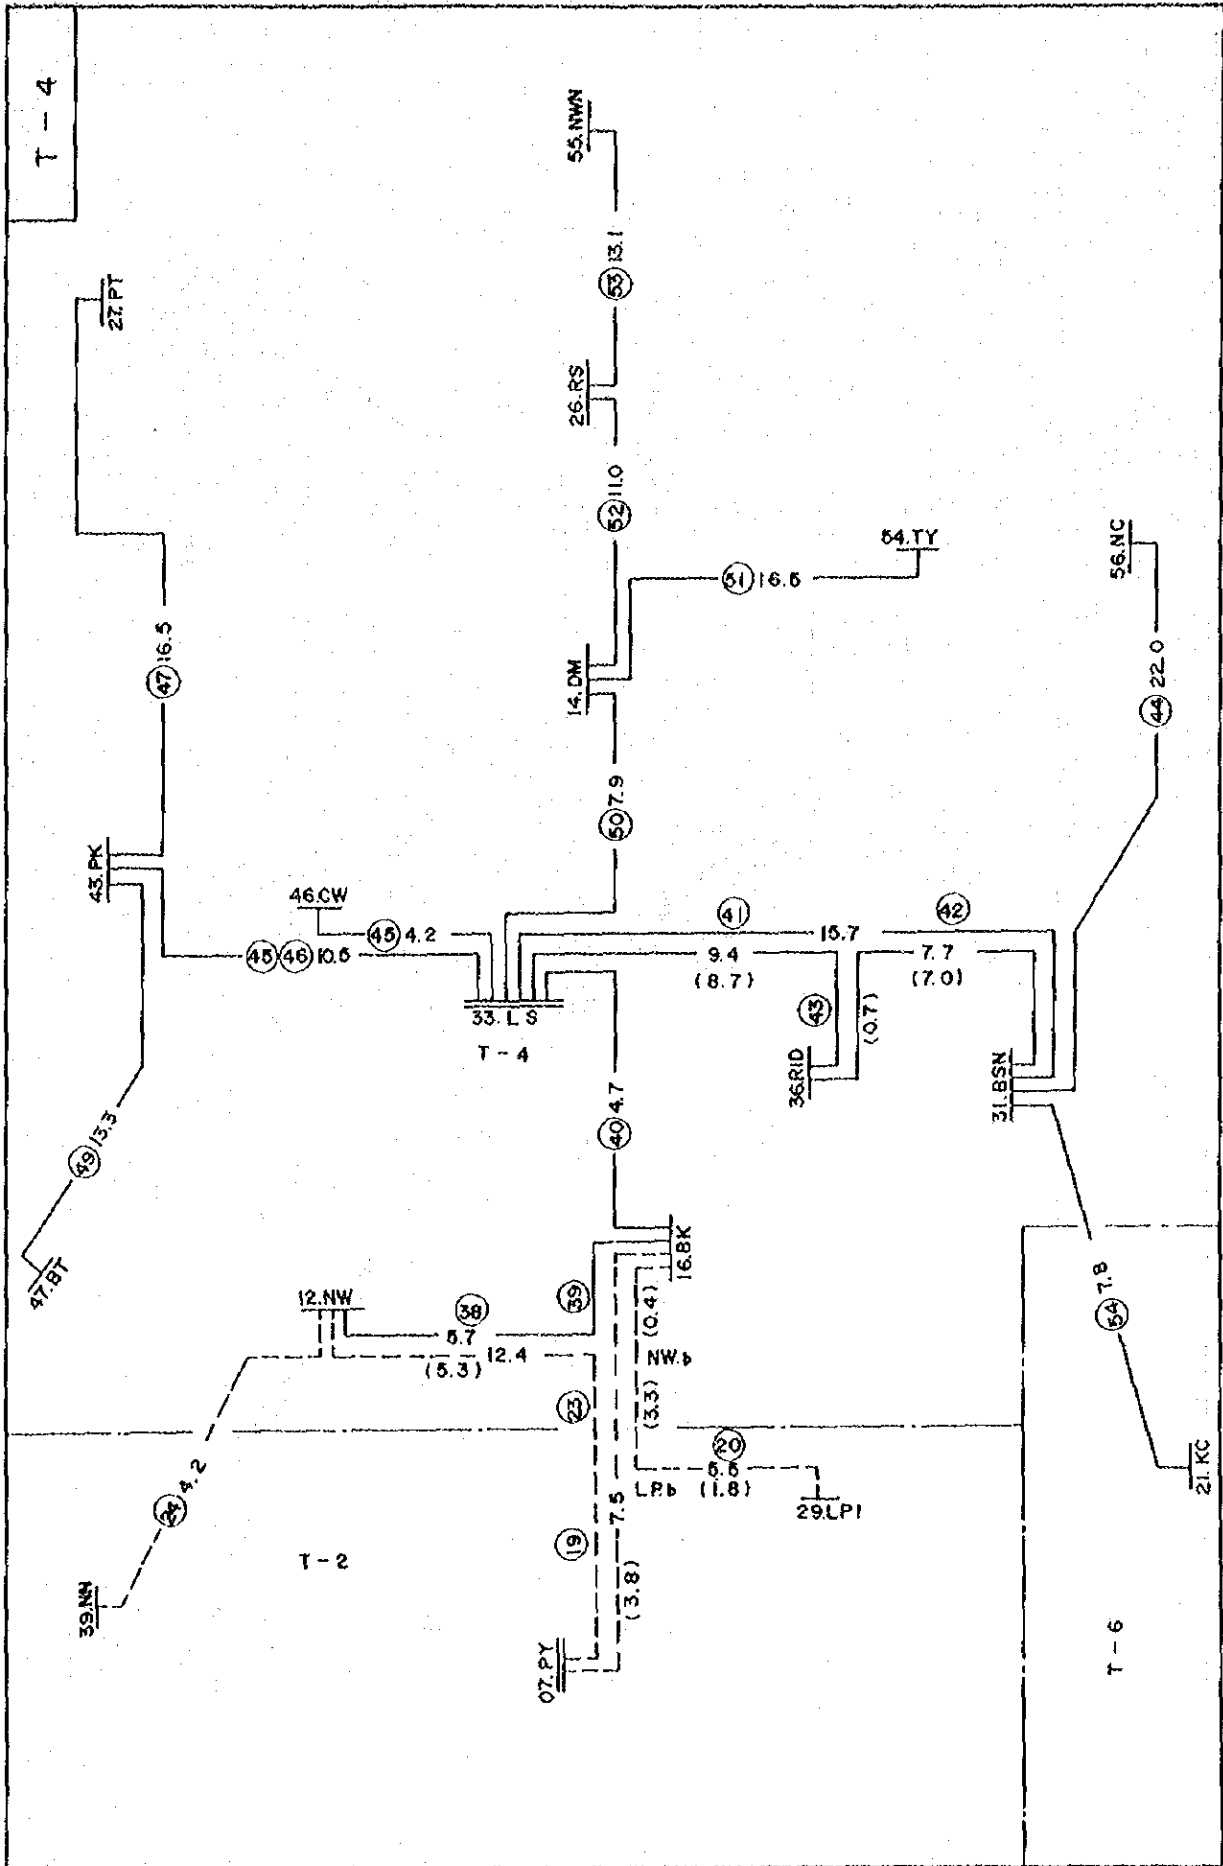 T - 4
55.NWN
27.PT
53 13.1
26.RS
52 11.0
54.TY
56.NC
51 16.5
47 16.5
14.DM
44 22.0
50 7.9
43.PK
46.CW
41
42
45 4.2
15.7
45 46 10.5
9.4
7.7
(8.7)
(7.0)
33.LS
43
(0.7)
T - 4
36.RID
31.BSN
40 4.7
49 13.3
16.BK
47.BT
12.NW
38
39
7.8
5.7
(0.4)
54
12.4
NW.b
(5.3)
(3.3)
23
20
5.5
LP.b
(1.8)
21.KC
24 4.2
7.5
29.LPI
19
T - 2
(3.8)
39.NN
07.PY
T - 6